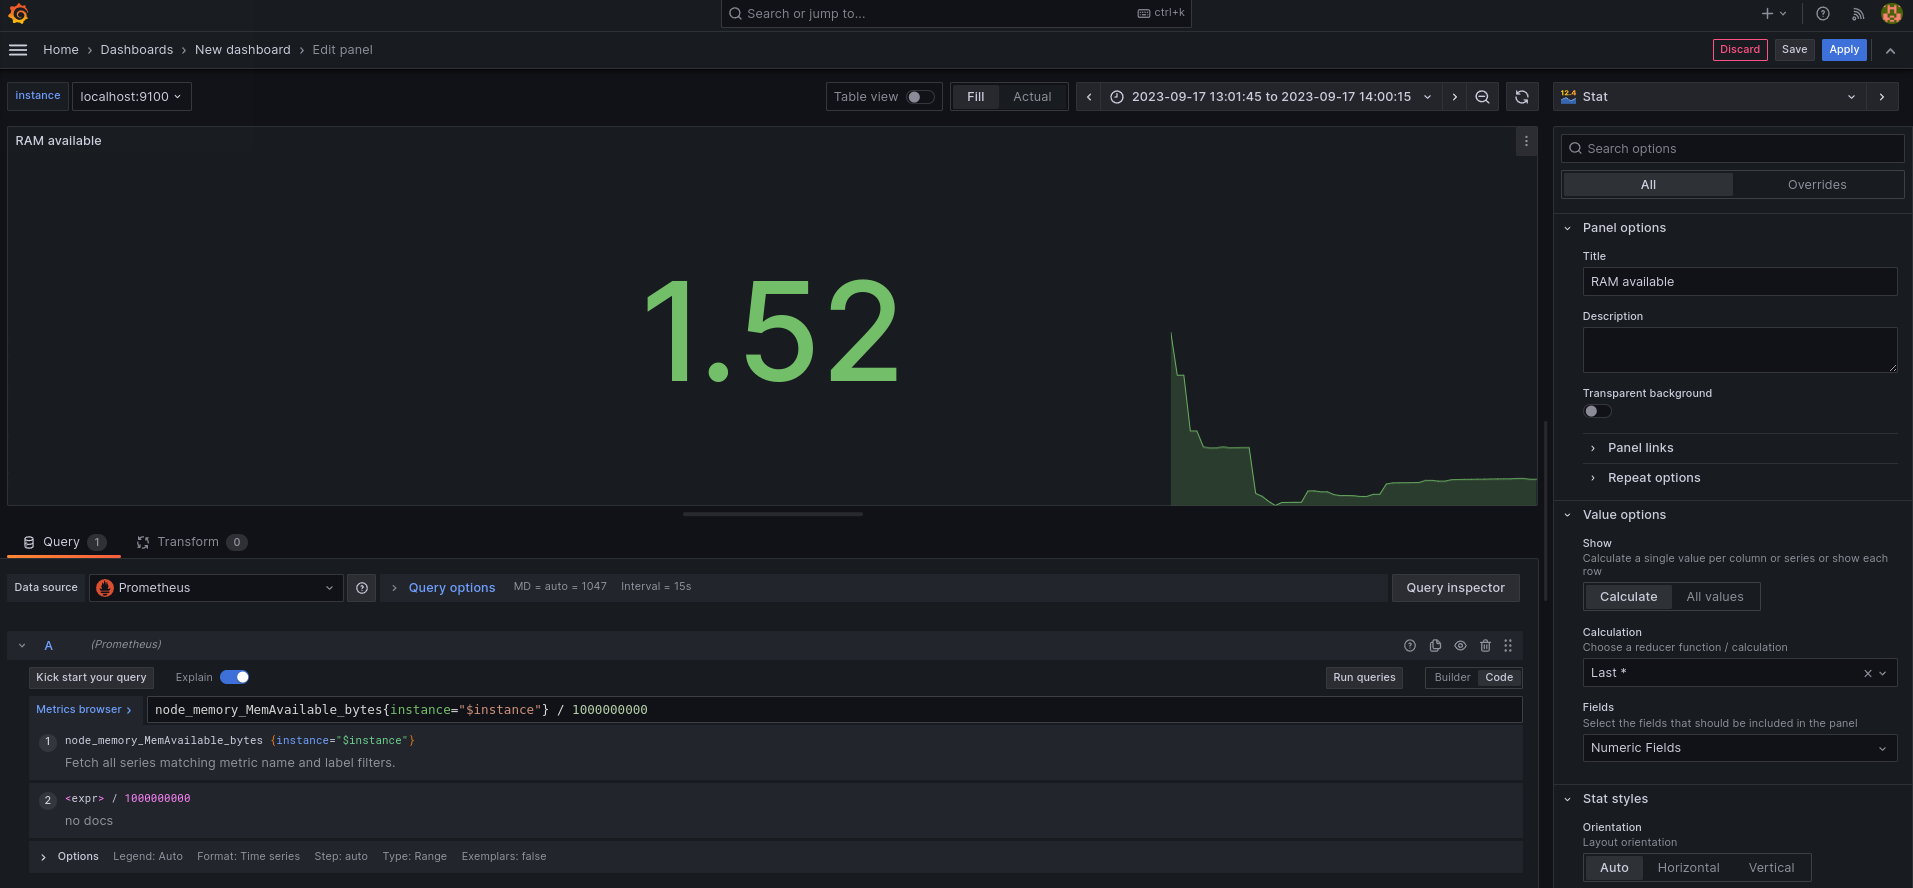 Search or jump to...
ctrl+k
Home › Dashboards › New dashboard › Edit panel
Discard
Save
Apply
instance
localhost:9100
Table view
Fill
Actual
2023-09-17 13:01:45 to 2023-09-17 14:00:15
12.4
Stat
RAM available
1.52
Search options
All
Overrides
Panel options
Title
RAM available
Description
Transparent background
Panel links
Repeat options
Value options
Show
Calculate a single value per column or series or show each
row
Calculate
All values
Calculation
Choose a reducer function / calculation
Last *
Fields
Select the fields that should be included in the panel
Numeric Fields
Stat styles
Orientation
Layout orientation
Auto
Horizontal
Vertical
Query 1
Transform 0
Data source
Prometheus
Query options
MD = auto = 1047
Interval = 15s
Query inspector
A
(Prometheus)
Kick start your query
Explain
Run queries
Builder
Code
Metrics browser ›
node_memory_MemAvailable_bytes{instance="$instance"} / 1000000000
1
node_memory_MemAvailable_bytes {instance="$instance"}
Fetch all series matching metric name and label filters.
2
<expr> / 1000000000
no docs
Options
Legend: Auto
Format: Time series
Step: auto
Type: Range
Exemplars: false